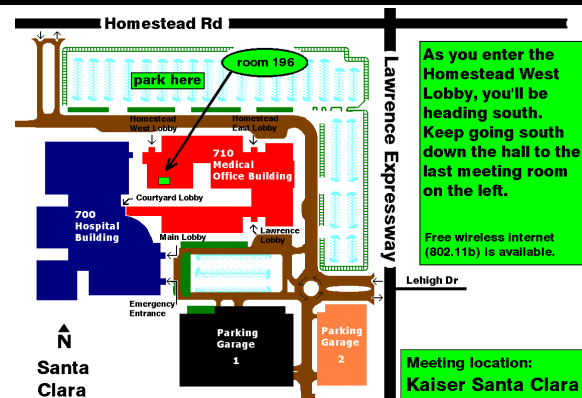 Homestead Rd
room 196
park here
Homestead
West Lobby
Homestead
East Lobby
710
Medical
Office Building
Courtyard Lobby
700
Hospital
Building
Main Lobby
Lawrence
Lobby
Emergency
Entrance
Parking
Garage
1
Parking
Garage
2
N
Santa
Clara
Lawrence Expressway
Lehigh Dr
As you enter the
Homestead West
Lobby, you'll be
heading south.
Keep going south
down the hall to the
last meeting room
on the left.
Free wireless internet
(802.11b) is available.
Meeting location:
Kaiser Santa Clara